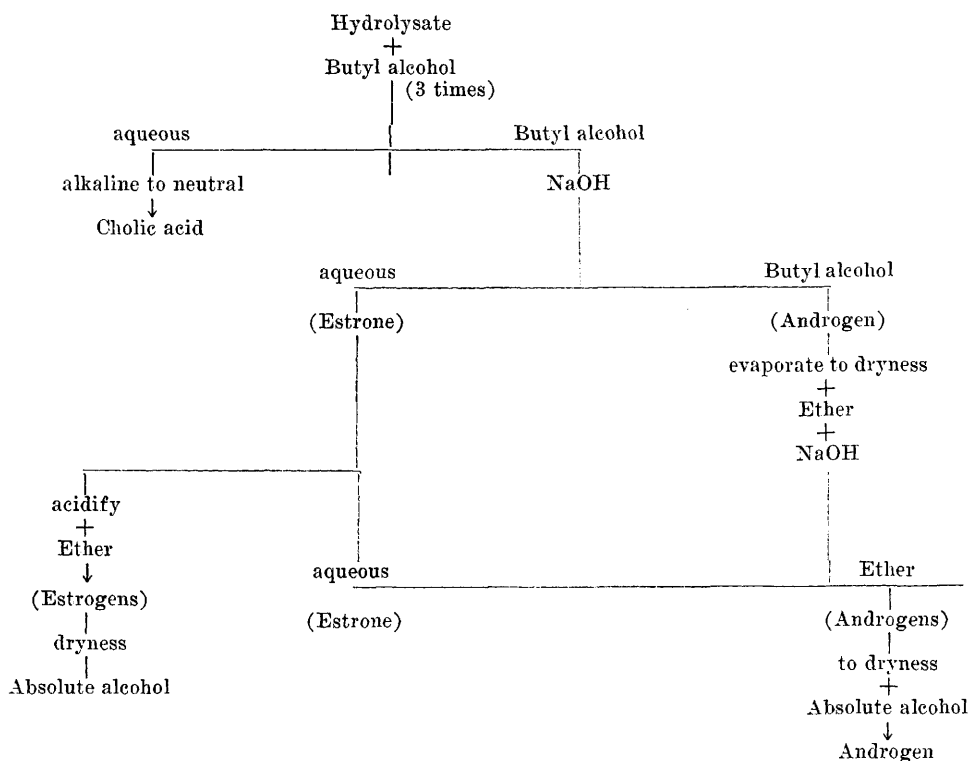 Hydrolysate
+
Butyl alcohol
(3 times)
aqueous
Butyl alcohol
alkaline to neutral
NaOH
Cholic acid
aqueous
Butyl alcohol
(Estrone)
(Androgen)
evaporate to dryness
+
Ether
+
NaOH
acidify
+
Ether
aqueous
Ether
(Estrogens)
(Estrone)
(Androgens)
dryness
to dryness
+
Absolute alcohol
Absolute alcohol
Androgen